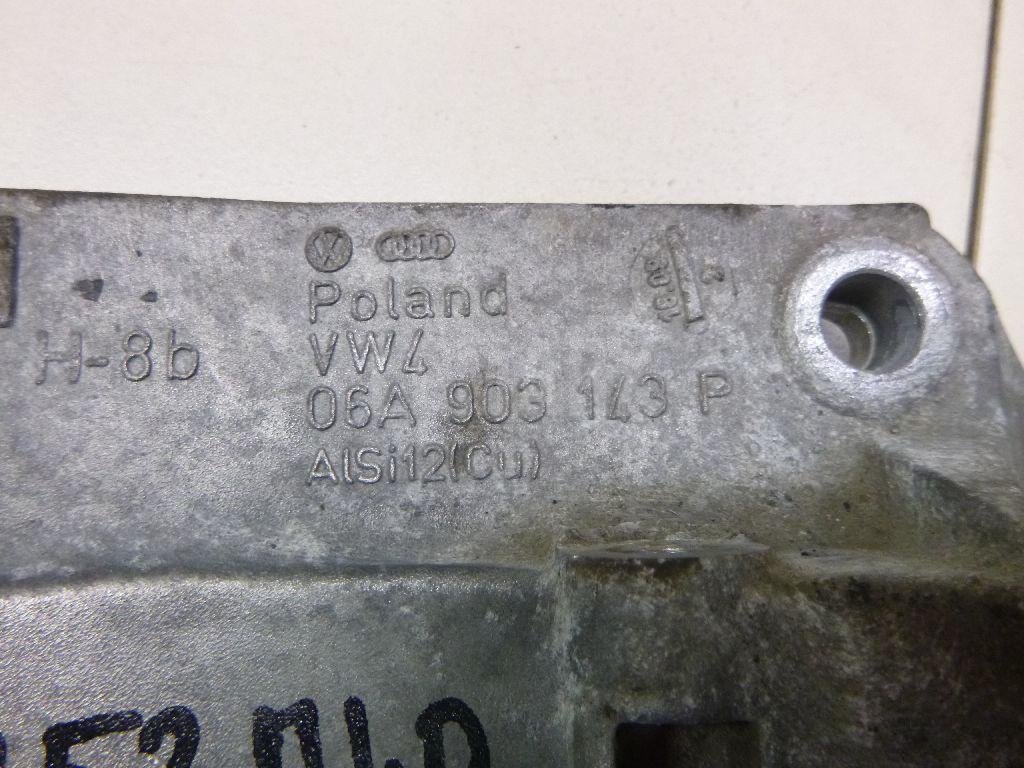 Poland
H-8b
VW4
06A 903 143 P
AlSi12(Cu)